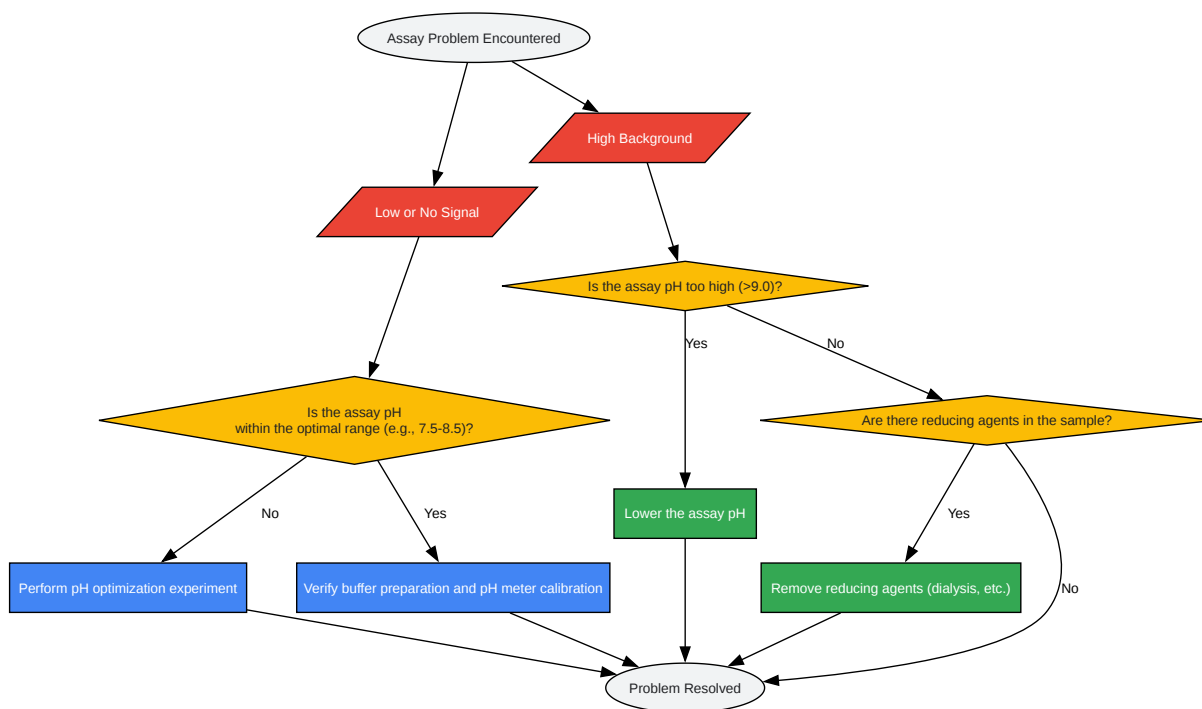 Assay Problem Encountered
High Background
Low or No Signal
Is the assay pH too high (>9.0)?
Yes
No
Is the assay pH
within the optimal range (e.g., 7.5-8.5)?
Are there reducing agents in the sample?
No
Yes
Lower the assay pH
Yes
No
Perform pH optimization experiment
Verify buffer preparation and pH meter calibration
Remove reducing agents (dialysis, etc.)
Problem Resolved